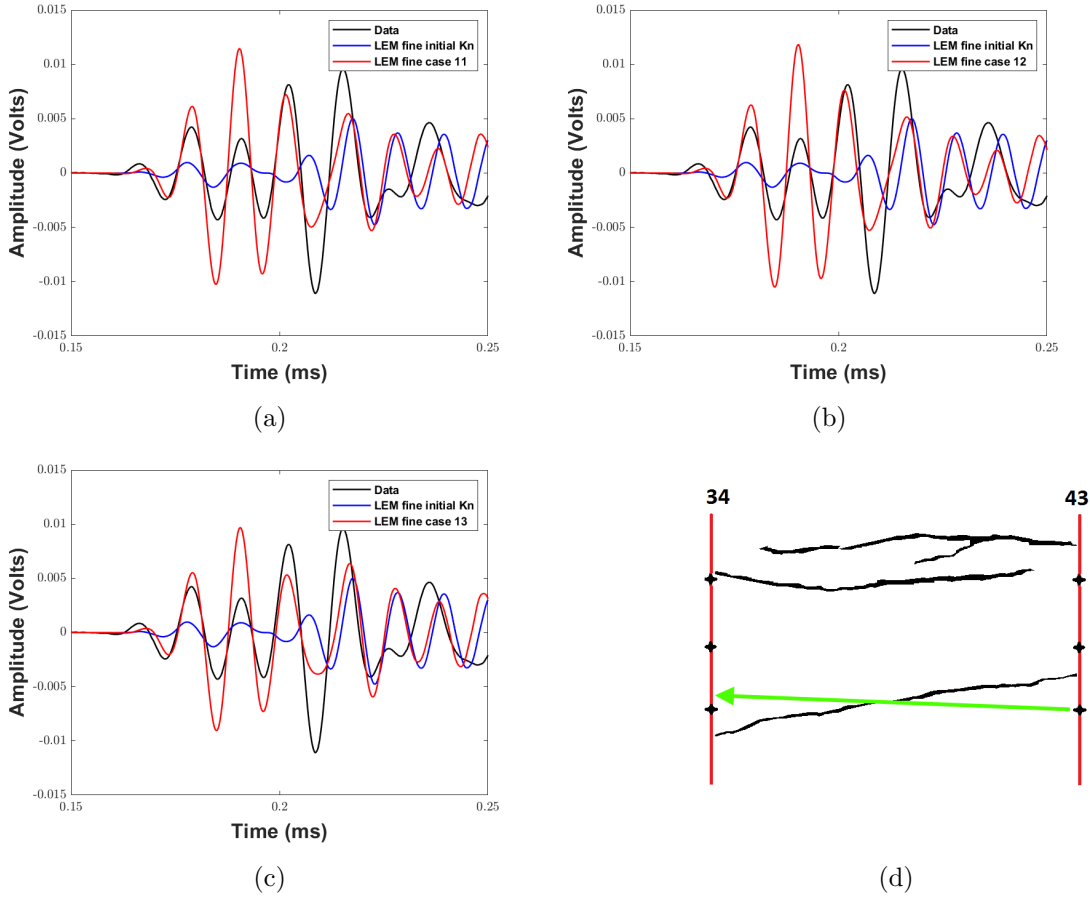 0.015
0.01
0.005
0
-0.005
-0.01
-0.015
Amplitude (Volts)
Data
LEM fine initial Kn
LEM fine case 11
0.15
0.2
0.25
Time (ms)
(a)
0.015
0.01
0.005
0
-0.005
-0.01
-0.015
Amplitude (Volts)
Data
LEM fine initial Kn
LEM fine case 12
0.15
0.2
0.25
Time (ms)
(b)
0.015
0.01
0.005
0
-0.005
-0.01
-0.015
Amplitude (Volts)
Data
LEM fine initial Kn
LEM fine case 13
0.15
0.2
0.25
Time (ms)
(c)
34
43
(d)